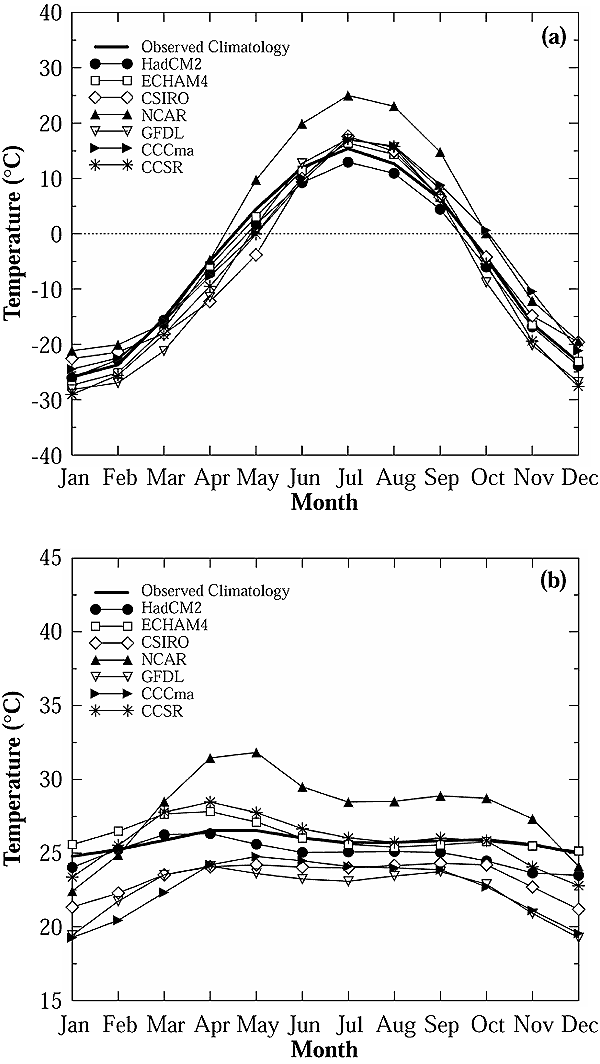 40
(a)
Observed Climatology
HadCM2
30
ECHAM4
CSIRO
NCAR
20
GFDL
CCCma
CCSR
10
0
-10
-20
-30
-40
Temperature (°C)
Jan Feb Mar Apr May Jun Jul Aug Sep Oct Nov Dec
Month
45
(b)
Observed Climatology
HadCM2
40
ECHAM4
CSIRO
NCAR
35
GFDL
CCCma
CCSR
30
25
20
15
Temperature (°C)
Jan Feb Mar Apr May Jun Jul Aug Sep Oct Nov Dec
Month